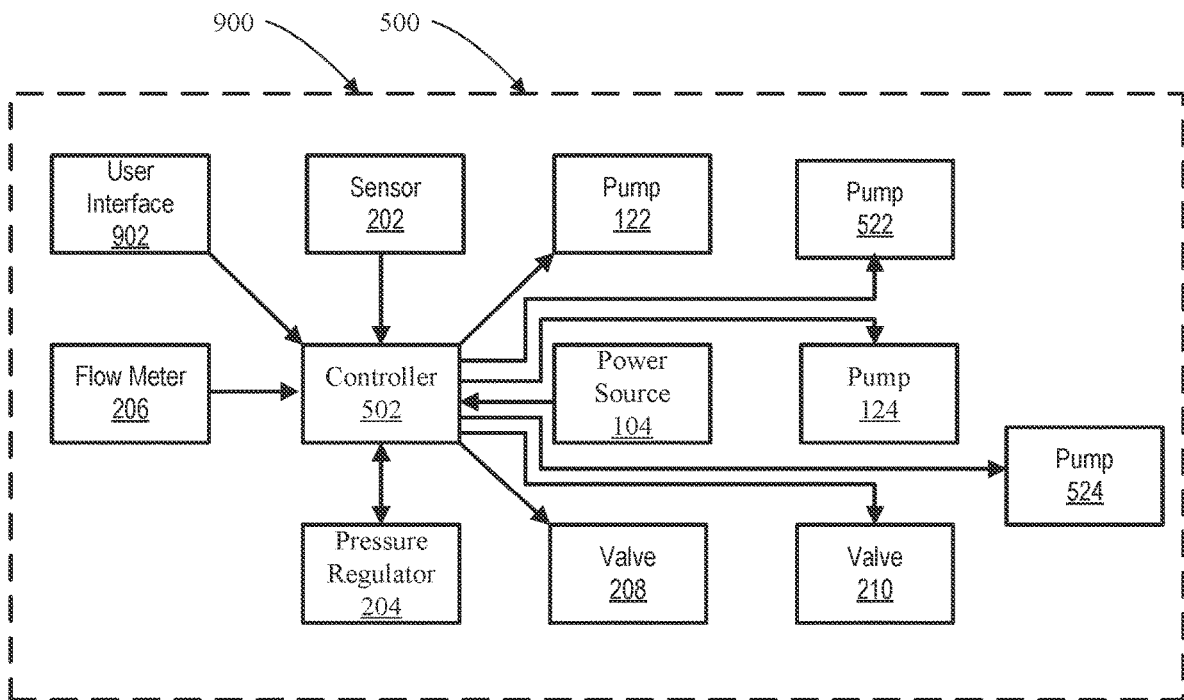 900
500
User
Interface
902
Sensor
202
Pump
122
Pump
522
Flow Meter
206
Controller
502
Power
Source
104
Pump
124
Pump
524
Pressure
Regulator
204
Valve
208
Valve
210